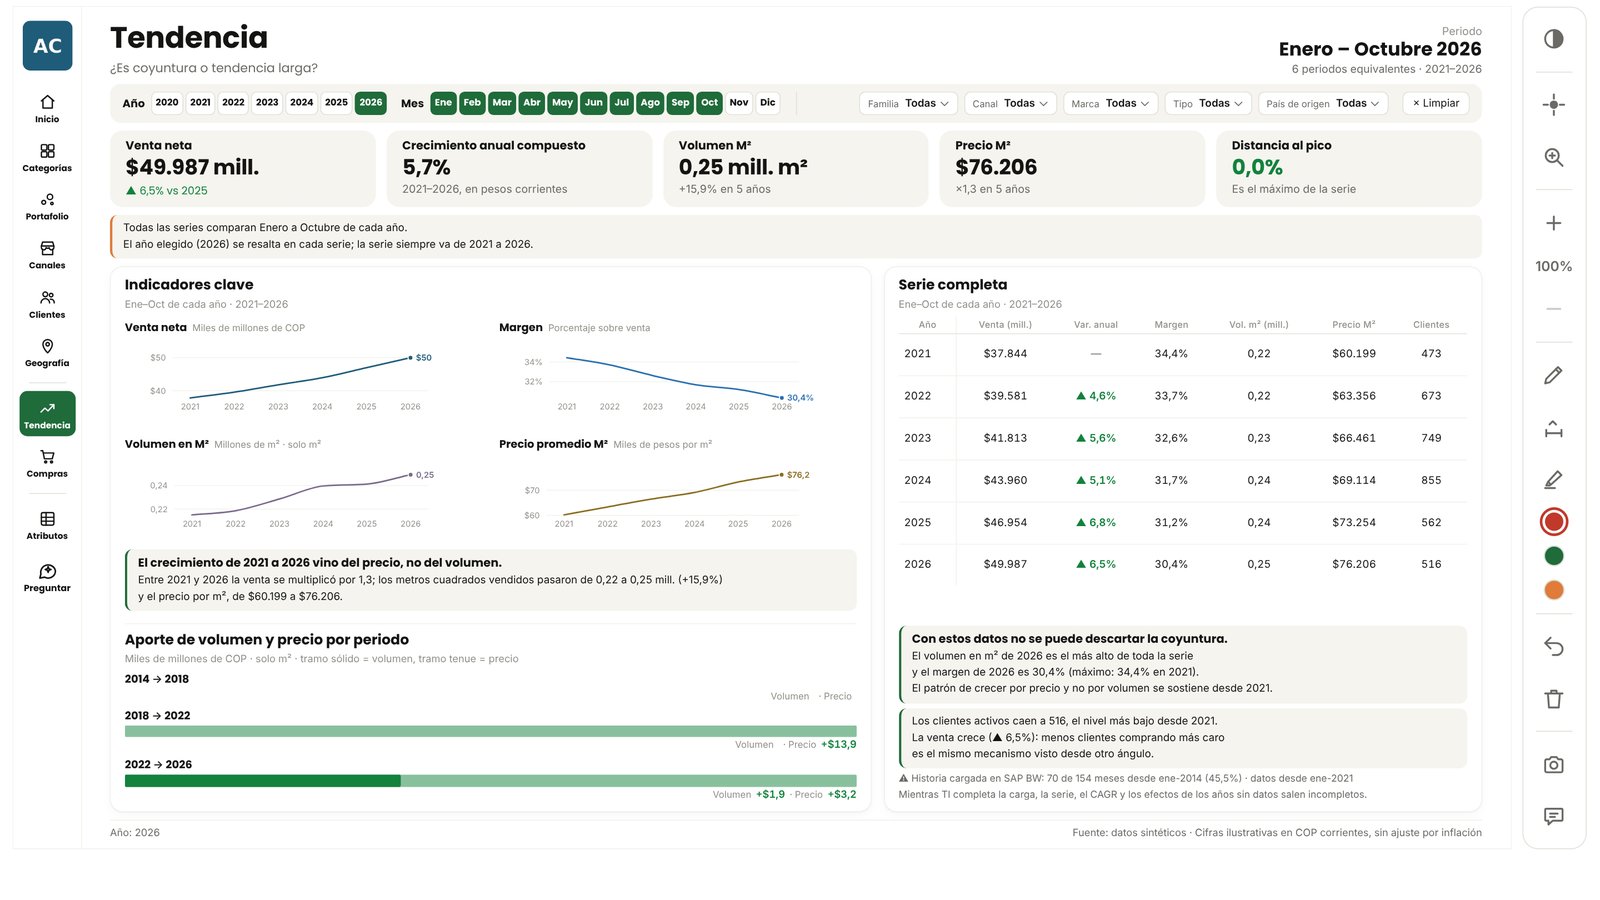 AC
Inicio
Categorías
Portafolio
Canales
Clientes
Geografía
Tendencia
Compras
Atributos
Preguntar
Tendencia
¿Es coyuntura o tendencia larga?
Periodo
Enero – Octubre 2026
6 periodos equivalentes · 2021–2026
Año 2020 2021 2022 2023 2024 2025 2026 Mes Ene Feb Mar Abr May Jun Jul Ago Sep Oct Nov Dic Familia Todas Canal Todas Marca Todas Tipo Todas País de origen Todas × Limpiar
Venta neta
$49.987 mill.
▲ 6,5% vs 2025
Crecimiento anual compuesto
5,7%
2021–2026, en pesos corrientes
Volumen M²
0,25 mill. m²
+15,9% en 5 años
Precio M²
$76.206
×1,3 en 5 años
Distancia al pico
0,0%
Es el máximo de la serie
Todas las series comparan Enero a Octubre de cada año.
El año elegido (2026) se resalta en cada serie; la serie siempre va de 2021 a 2026.
Indicadores clave
Ene–Oct de cada año · 2021–2026
Venta neta Miles de millones de COP
$50
$40
$50
2021 2022 2023 2024 2025 2026
Margen Porcentaje sobre venta
34%
32%
30,4%
2021 2022 2023 2024 2025 2026
Volumen en M² Millones de m² · solo m²
0,24
0,22
0,25
2021 2022 2023 2024 2025 2026
Precio promedio M² Miles de pesos por m²
$70
$60
$76,2
2021 2022 2023 2024 2025 2026
El crecimiento de 2021 a 2026 vino del precio, no del volumen.
Entre 2021 y 2026 la venta se multiplicó por 1,3; los metros cuadrados vendidos pasaron de 0,22 a 0,25 mill. (+15,9%)
y el precio por m², de $60.199 a $76.206.
Aporte de volumen y precio por periodo
Miles de millones de COP · solo m² · tramo sólido = volumen, tramo tenue = precio
2014 → 2018
Volumen · Precio
2018 → 2022
Volumen · Precio +$13,9
2022 → 2026
Volumen +$1,9 · Precio +$3,2
Serie completa
Ene–Oct de cada año · 2021–2026
Año Venta (mill.) Var. anual Margen Vol. m² (mill.) Precio M² Clientes
2021 $37.844 — 34,4% 0,22 $60.199 473
2022 $39.581 ▲ 4,6% 33,7% 0,22 $63.356 673
2023 $41.813 ▲ 5,6% 32,6% 0,23 $66.461 749
2024 $43.960 ▲ 5,1% 31,7% 0,24 $69.114 855
2025 $46.954 ▲ 6,8% 31,2% 0,24 $73.254 562
2026 $49.987 ▲ 6,5% 30,4% 0,25 $76.206 516
Con estos datos no se puede descartar la coyuntura.
El volumen en m² de 2026 es el más alto de toda la serie
y el margen de 2026 es 30,4% (máximo: 34,4% en 2021).
El patrón de crecer por precio y no por volumen se sostiene desde 2021.
Los clientes activos caen a 516, el nivel más bajo desde 2021.
La venta crece (▲ 6,5%): menos clientes comprando más caro
es el mismo mecanismo visto desde otro ángulo.
⚠ Historia cargada en SAP BW: 70 de 154 meses desde ene-2014 (45,5%) · datos desde ene-2021
Mientras TI completa la carga, la serie, el CAGR y los efectos de los años sin datos salen incompletos.
Año: 2026
Fuente: datos sintéticos · Cifras ilustrativas en COP corrientes, sin ajuste por inflación
100%